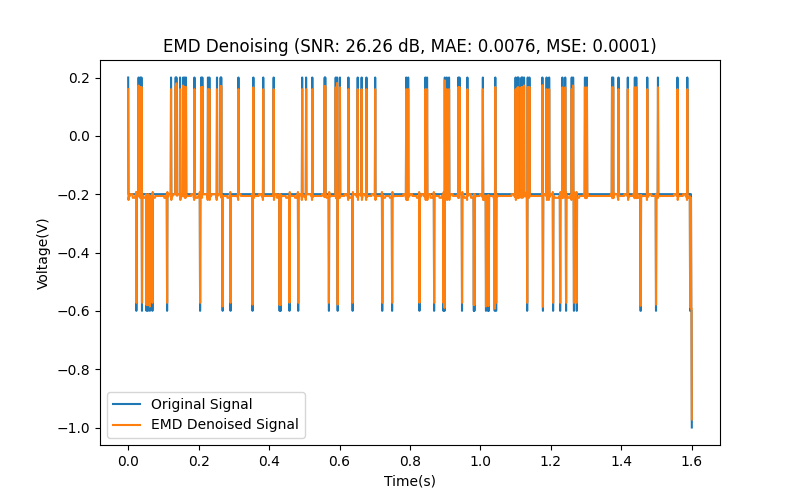 EMD Denoising (SNR: 26.26 dB, MAE: 0.0076, MSE: 0.0001)
0.2
0.0
−0.2
−0.4
−0.6
−0.8
−1.0
Voltage(V)
Original Signal
EMD Denoised Signal
0.0 0.2 0.4 0.6 0.8 1.0 1.2 1.4 1.6
Time(s)